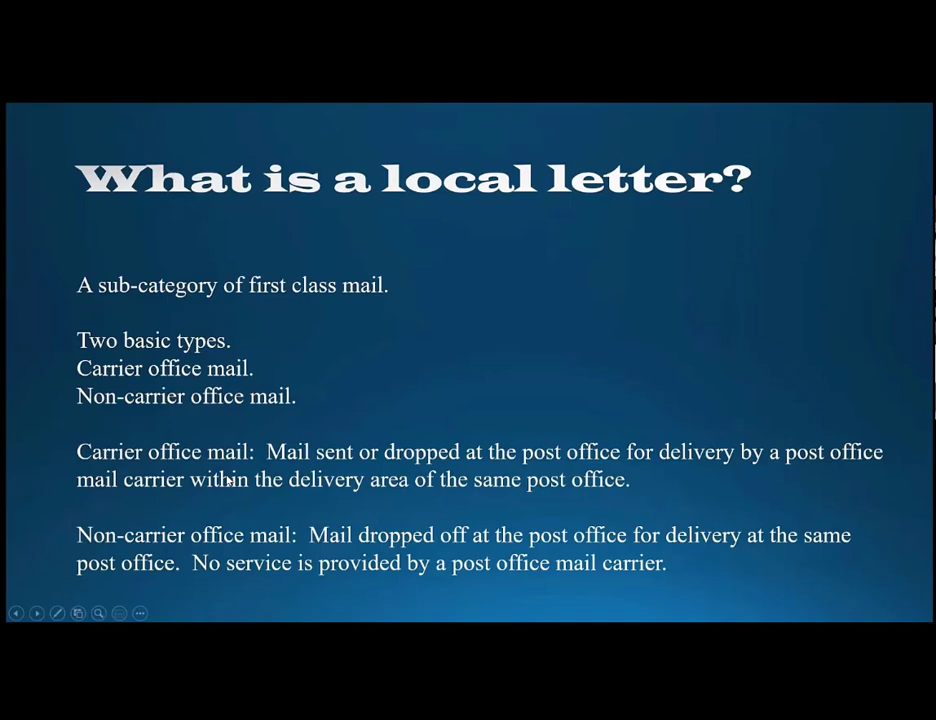 What is a local letter?
A sub-category of first class mail.
Two basic types.
Carrier office mail.
Non-carrier office mail.
Carrier office mail:  Mail sent or dropped at the post office for delivery by a post office
mail carrier within the delivery area of the same post office.
Non-carrier office mail:  Mail dropped off at the post office for delivery at the same
post office.  No service is provided by a post office mail carrier.